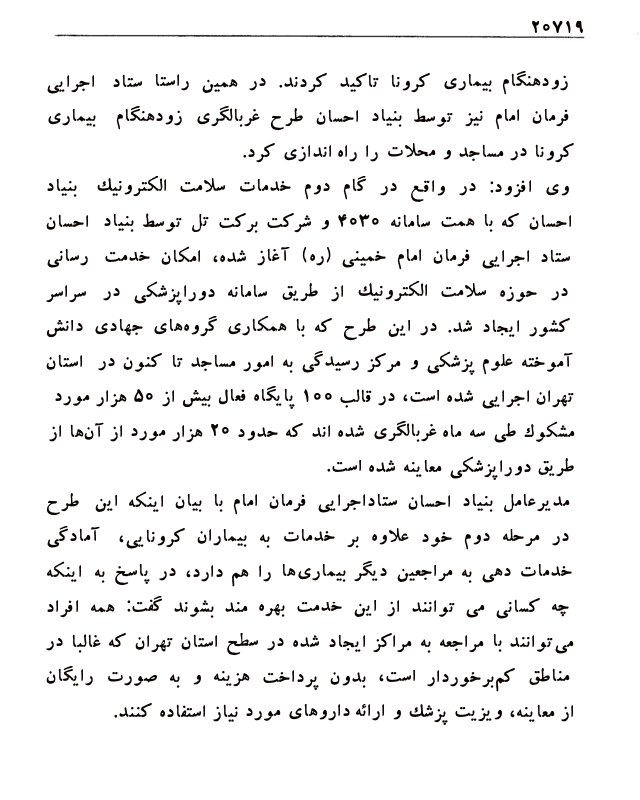 ۲۰۷۱۹
زودهنگام بیماری کرونا تاکید کردند. در همین راستا ستاد اجرایی
فرمان امام نیز توسط بنیاد احسان طرح غربالگری زودهنگام بیماری
کرونا در مساجد و محلات را راه اندازی کرد.
وی افزود: در واقع در گام دوم خدمات سلامت الکترونیك بنیاد
احسان که با همت سامانه ۴۰۳۰ و شرکت برکت تل توسط بنیاد احسان
ستاد اجرایی فرمان امام خمینی (ره) آغاز شده، امکان خدمت رسانی
در حوزه سلامت الکترونیك از طریق سامانه دوراپزشکی در سراسر
کشور ایجاد شد. در این طرح که با همکاری گروه‌های جهادی دانش
آموخته علوم پزشکی و مرکز رسیدگی به امور مساجد تا کنون در استان
تهران اجرایی شده است، در قالب ۱۰۰ پایگاه فعال بیش از ۵۰ هزار مورد
مشکوك طی سه ماه غربالگری شده اند که حدود ۲۰ هزار مورد از آن‌ها از
طریق دوراپزشکی معاینه شده است.
مدیرعامل بنیاد احسان ستاداجرایی فرمان امام با بیان اینکه این طرح
در مرحله دوم خود علاوه بر خدمات به بیماران کرونایی، آمادگی
خدمات دهی به مراجعین دیگر بیماری‌ها را هم دارد، در پاسخ به اینکه
چه کسانی می توانند از این خدمت بهره مند بشوند گفت: همه افراد
می‌توانند با مراجعه به مراکز ایجاد شده در سطح استان تهران که غالبا در
مناطق کم‌برخوردار است، بدون پرداخت هزینه و به صورت رایگان
از معاینه، ویزیت پزشك و ارائه داروهای مورد نیاز استفاده کنند.